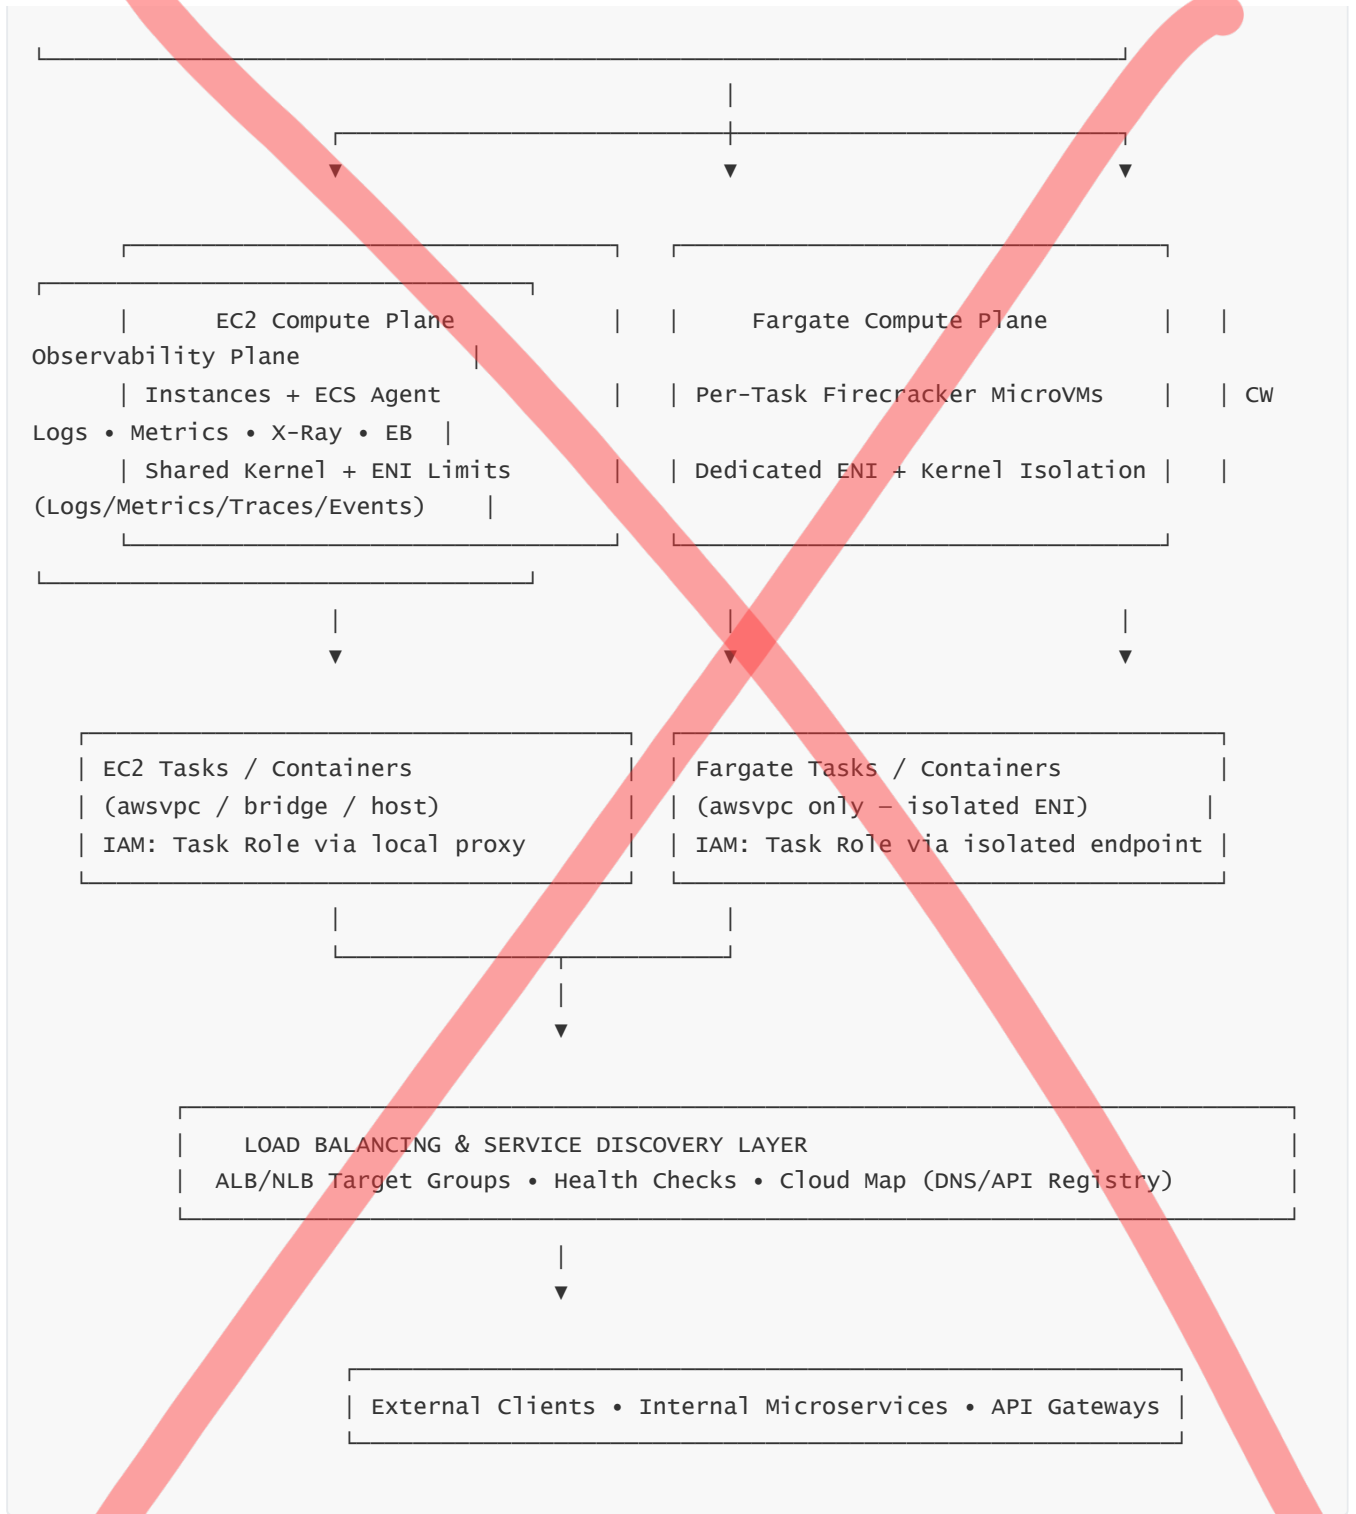 EC2 Compute Plane Fargate Compute Plane
Observability Plane
Instances + ECS Agent Per-Task Firecracker MicroVMs CW
Logs • Metrics • X-Ray • EB
Shared Kernel + ENI Limits Dedicated ENI + Kernel Isolation
(Logs/Metrics/Traces/Events)
EC2 Tasks / Containers Fargate Tasks / Containers
(awsvpc / bridge / host) (awsvpc only – isolated ENI)
IAM: Task Role via local proxy IAM: Task Role via isolated endpoint
LOAD BALANCING & SERVICE DISCOVERY LAYER
ALB/NLB Target Groups • Health Checks • Cloud Map (DNS/API Registry)
External Clients • Internal Microservices • API Gateways